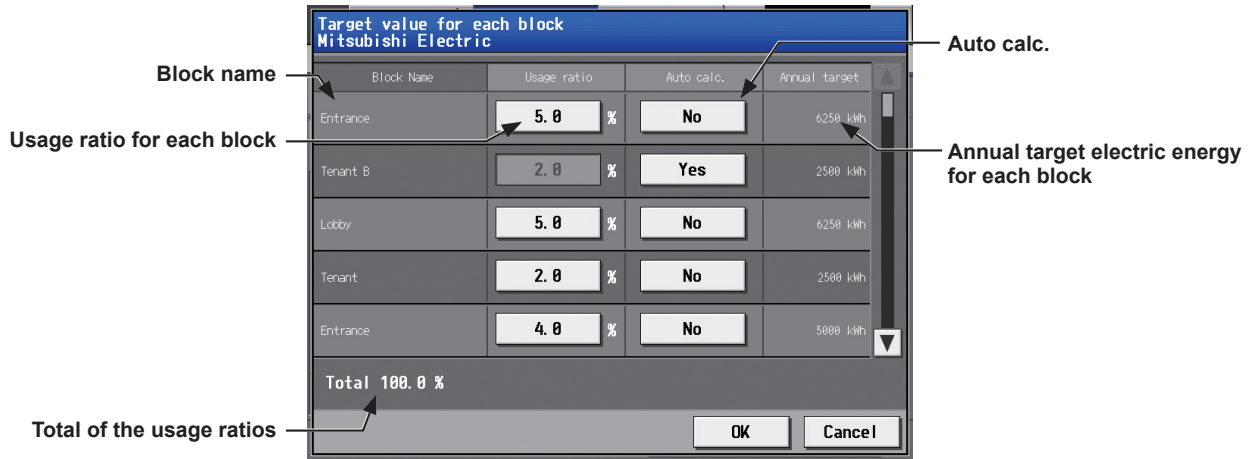 Target value for each block
Mitsubishi Electric
Auto calc.
Block name
Block Name Usage ratio Auto calc. Annual target
Entrance 5.0 % No 6250 kWh
Usage ratio for each block
Annual target electric energy
for each block
Tenant B 2.0 % Yes 2500 kWh
Lobby 5.0 % No 6250 kWh
Tenant 2.0 % No 2500 kWh
Entrance 4.0 % No 5000 kWh
Total 100.0 %
Total of the usage ratios
OK Cancel